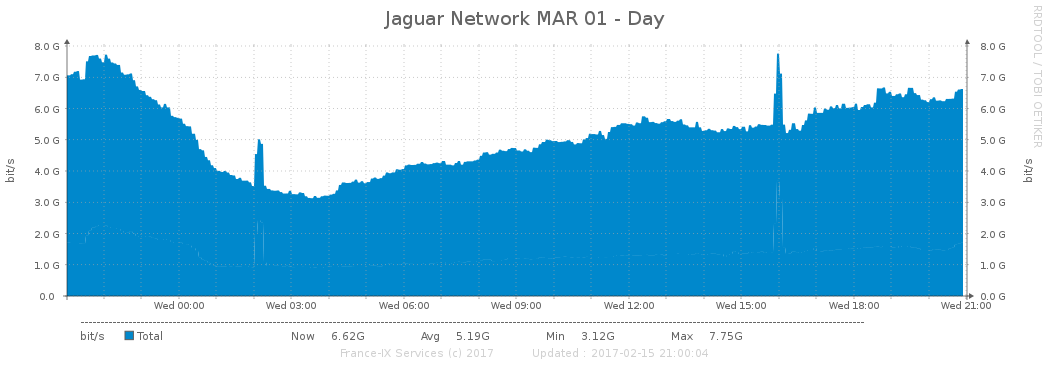 Jaguar Network MAR 01 - Day
RRDTOOL / TOBI OETIKER
bit/s
8.0 G 8.0 G
7.0 G 7.0 G
6.0 G 6.0 G
5.0 G 5.0 G
4.0 G 4.0 G
3.0 G 3.0 G
2.0 G 2.0 G
1.0 G 1.0 G
0.0 0.0 G
bit/s
Wed 00:00 Wed 03:00 Wed 06:00 Wed 09:00 Wed 12:00 Wed 15:00 Wed 18:00 Wed 21:00
bit/s Total Now 6.62G Avg 5.19G Min 3.12G Max 7.75G
France-IX Services (c) 2017 Updated : 2017-02-15 21:00:04